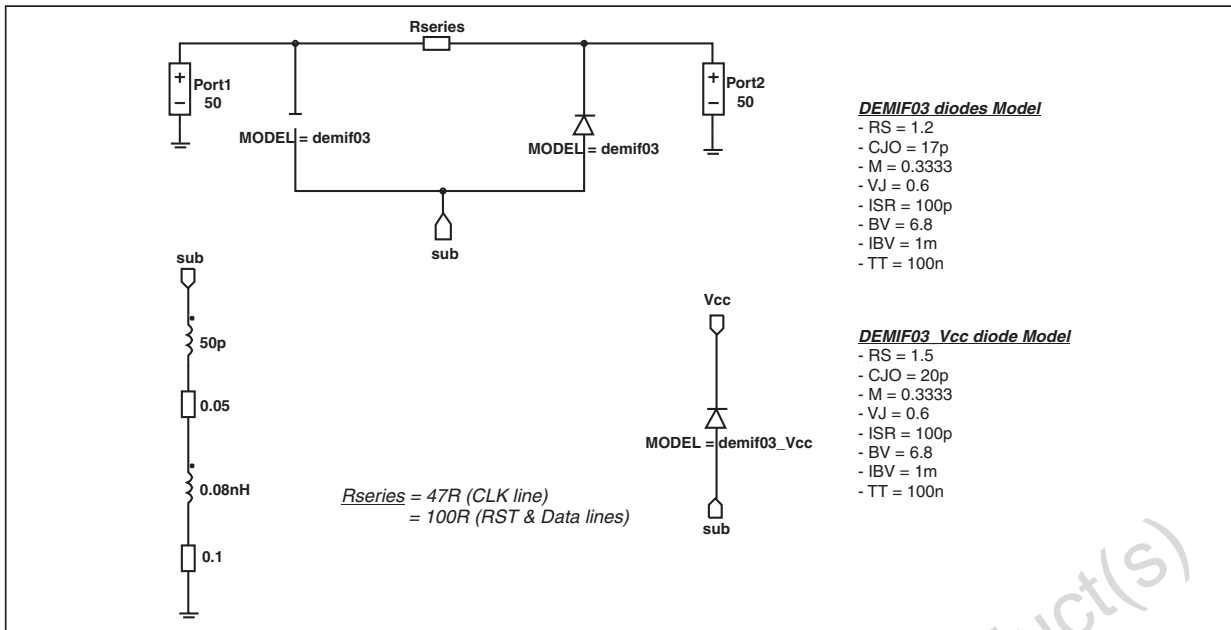 Rseries
Port1
50
MODEL = demif03
MODEL = demif03
Port2
50
sub
DEMIF03 diodes Model
- RS = 1.2
- CJO = 17p
- M = 0.3333
- VJ = 0.6
- ISR = 100p
- BV = 6.8
- IBV = 1m
- TT = 100n
sub
50p
0.05
0.08nH
0.1
Rseries = 47R (CLK line)
= 100R (RST & Data lines)
Vcc
MODEL = demif03_Vcc
sub
DEMIF03_Vcc diode Model
- RS = 1.5
- CJO = 20p
- M = 0.3333
- VJ = 0.6
- ISR = 100p
- BV = 6.8
- IBV = 1m
- TT = 100n
uct(s)